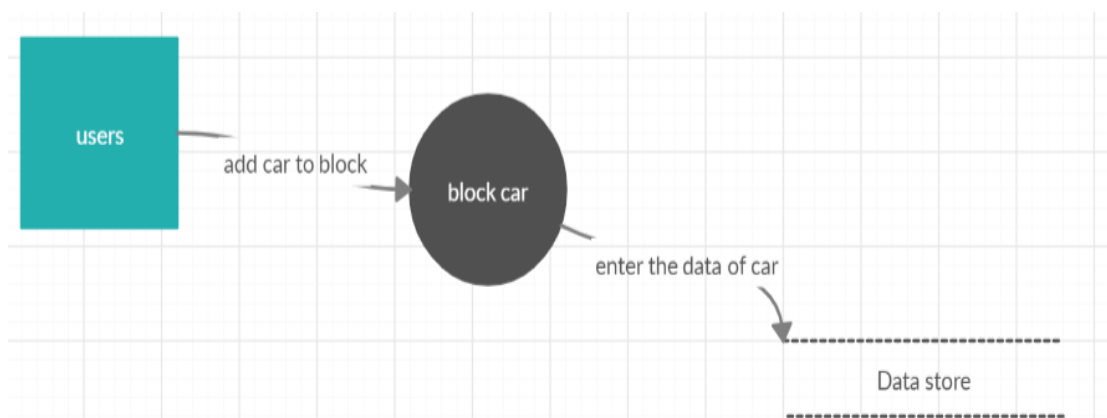 users
add car to block
block car
enter the data of car
Data store